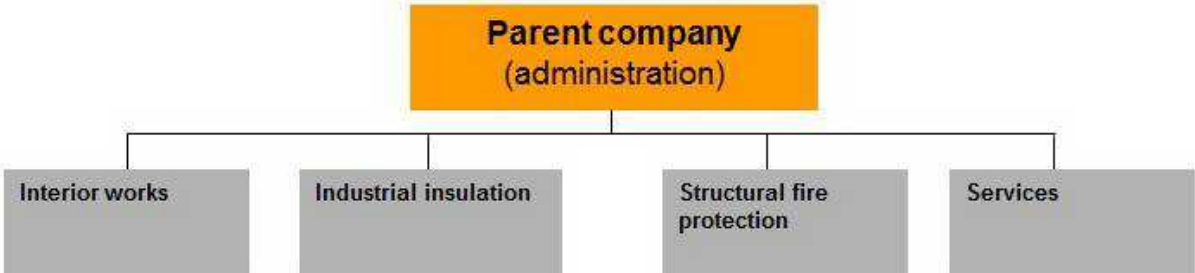 Parent company
(administration)
Interior works
Industrial insulation
Structural fire
protection
Services